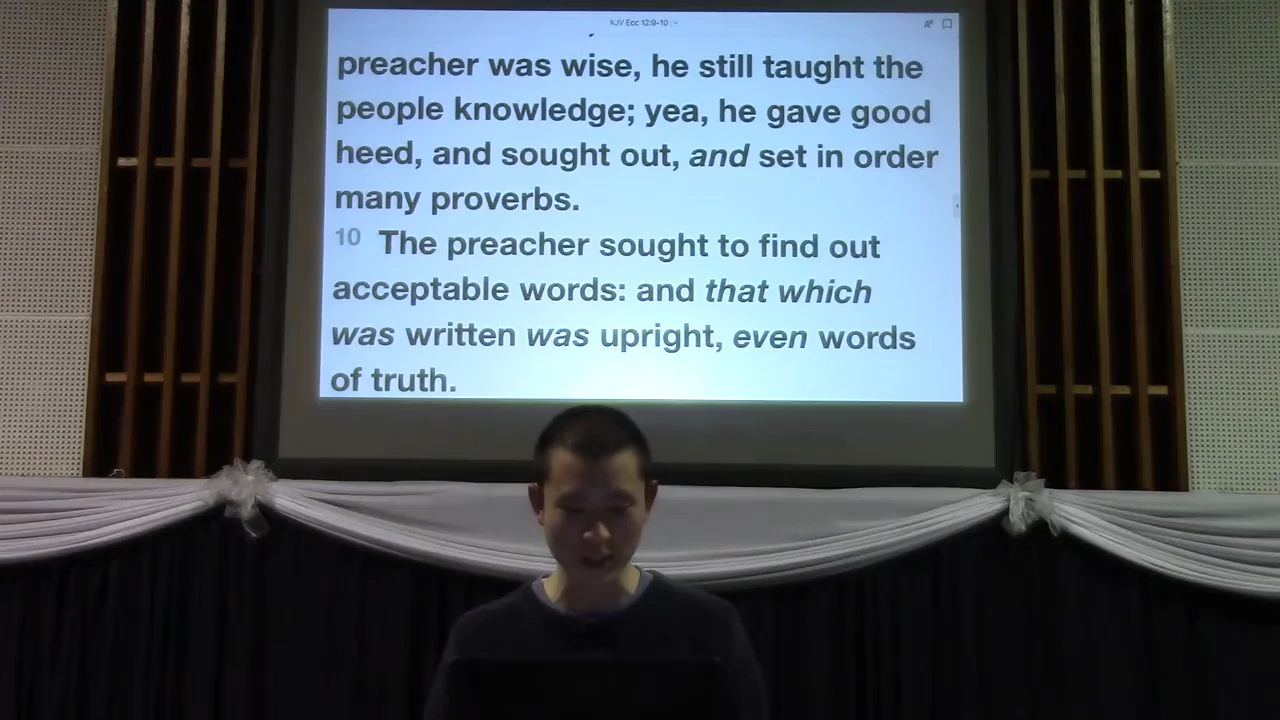 KJV Ecc 12:9-10
preacher was wise, he still taught the
people knowledge; yea, he gave good
heed, and sought out, and set in order
many proverbs.
10 The preacher sought to find out
acceptable words: and that which
was written was upright, even words
of truth.